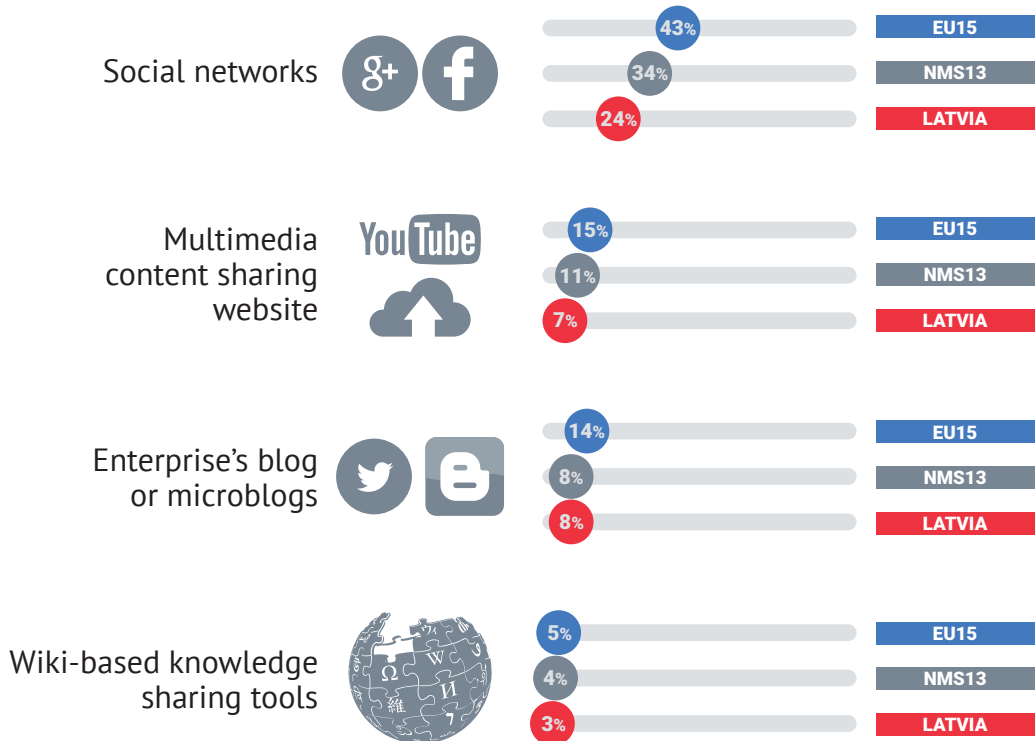 Social networks
g+ f
43% EU15
34% NMS13
24% LATVIA
Multimedia
content sharing
website
YouTube
15% EU15
11% NMS13
7% LATVIA
Enterprise's blog
or microblogs
B
14% EU15
8% NMS13
8% LATVIA
Wiki-based knowledge
sharing tools
Ω W
維 И
5% EU15
4% NMS13
3% LATVIA